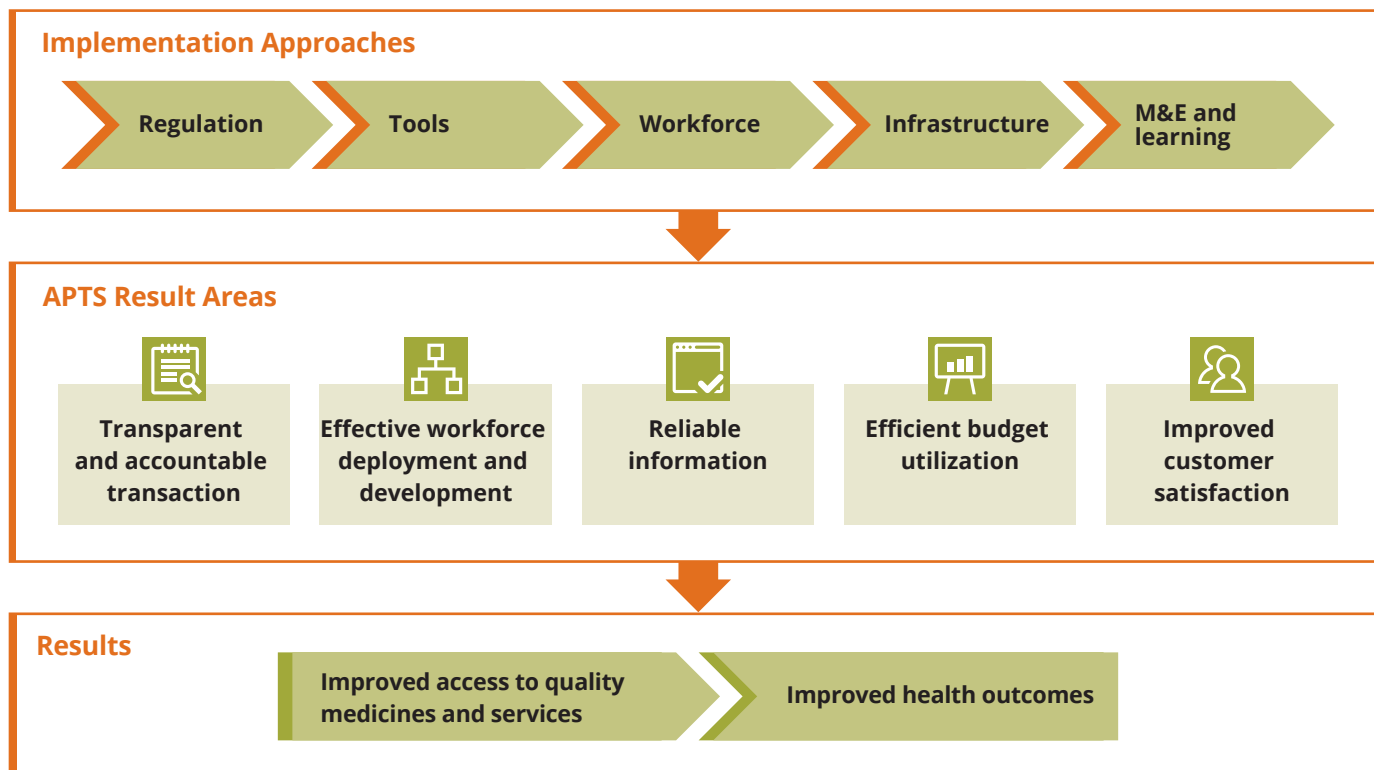 Implementation Approaches
Regulation
Tools
Workforce
Infrastructure
M&E and
learning
APTS Result Areas
Transparent
and accountable
transaction
Effective workforce
deployment and
development
Reliable
information
Efficient budget
utilization
Improved
customer
satisfaction
Results
Improved access to quality
medicines and services
Improved health outcomes